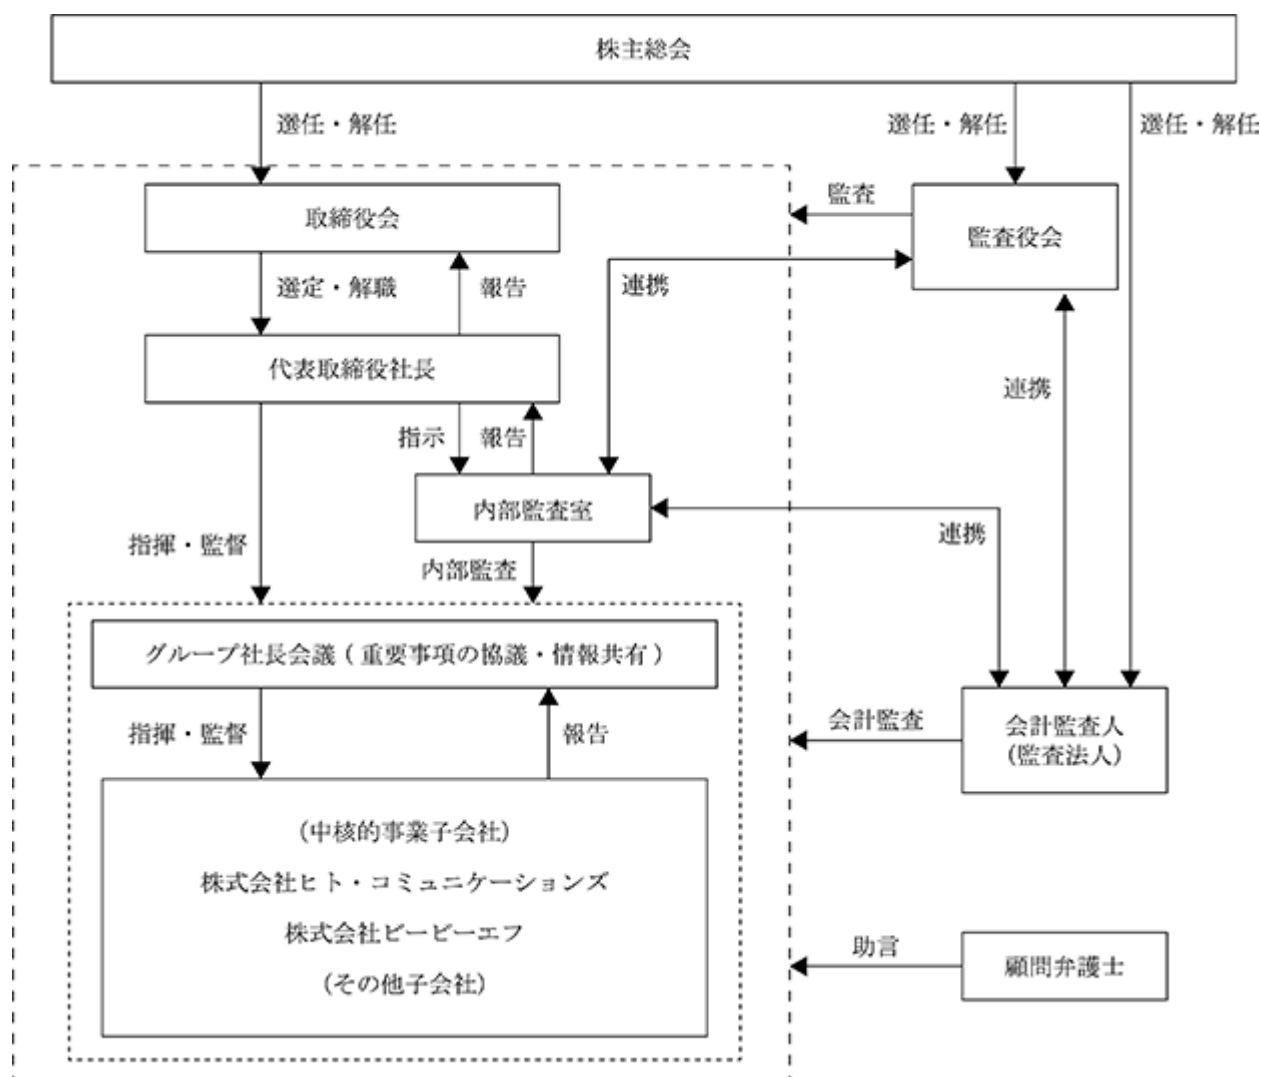 株主総会
選任・解任
選任・解任
選任・解任
取締役会
監査
監査役会
選定・解職
報告
連携
代表取締役社長
連携
指示
報告
内部監査室
連携
指揮・監督
内部監査
グループ社長会議（重要事項の協議・情報共有）
指揮・監督
報告
会計監査
会計監査人
（監査法人）
（中核的事業子会社）
株式会社ヒト・コミュニケーションズ
株式会社ビービーエフ
（その他子会社）
助言
顧問弁護士